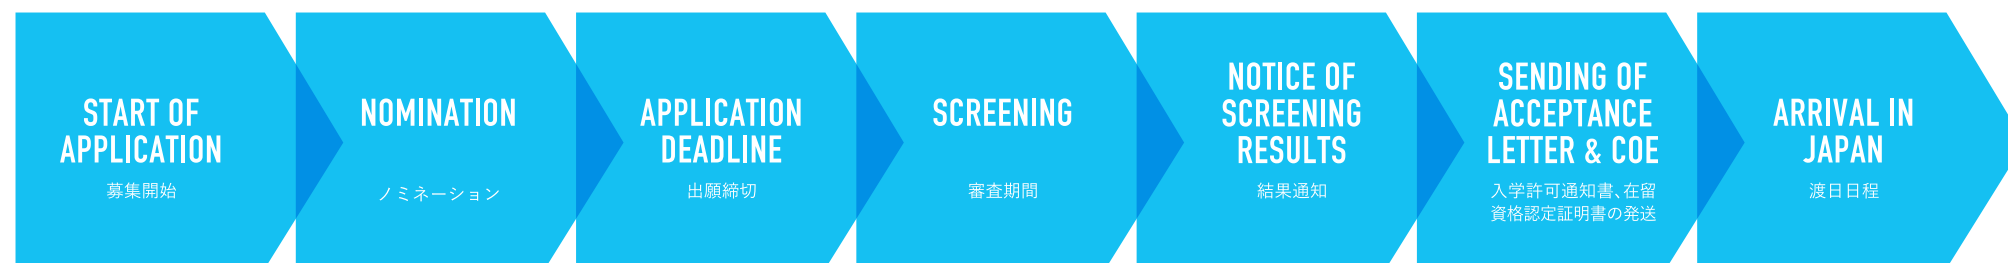 START OF
APPLICATION
募集開始
NOMINATION
ノミネーション
APPLICATION
DEADLINE
出願締切
SCREENING
審査期間
NOTICE OF
SCREENING
RESULTS
結果通知
SENDING OF
ACCEPTANCE
LETTER & COE
入学許可通知書、在留
資格認定証明書の発送
ARRIVAL IN
JAPAN
渡日日程